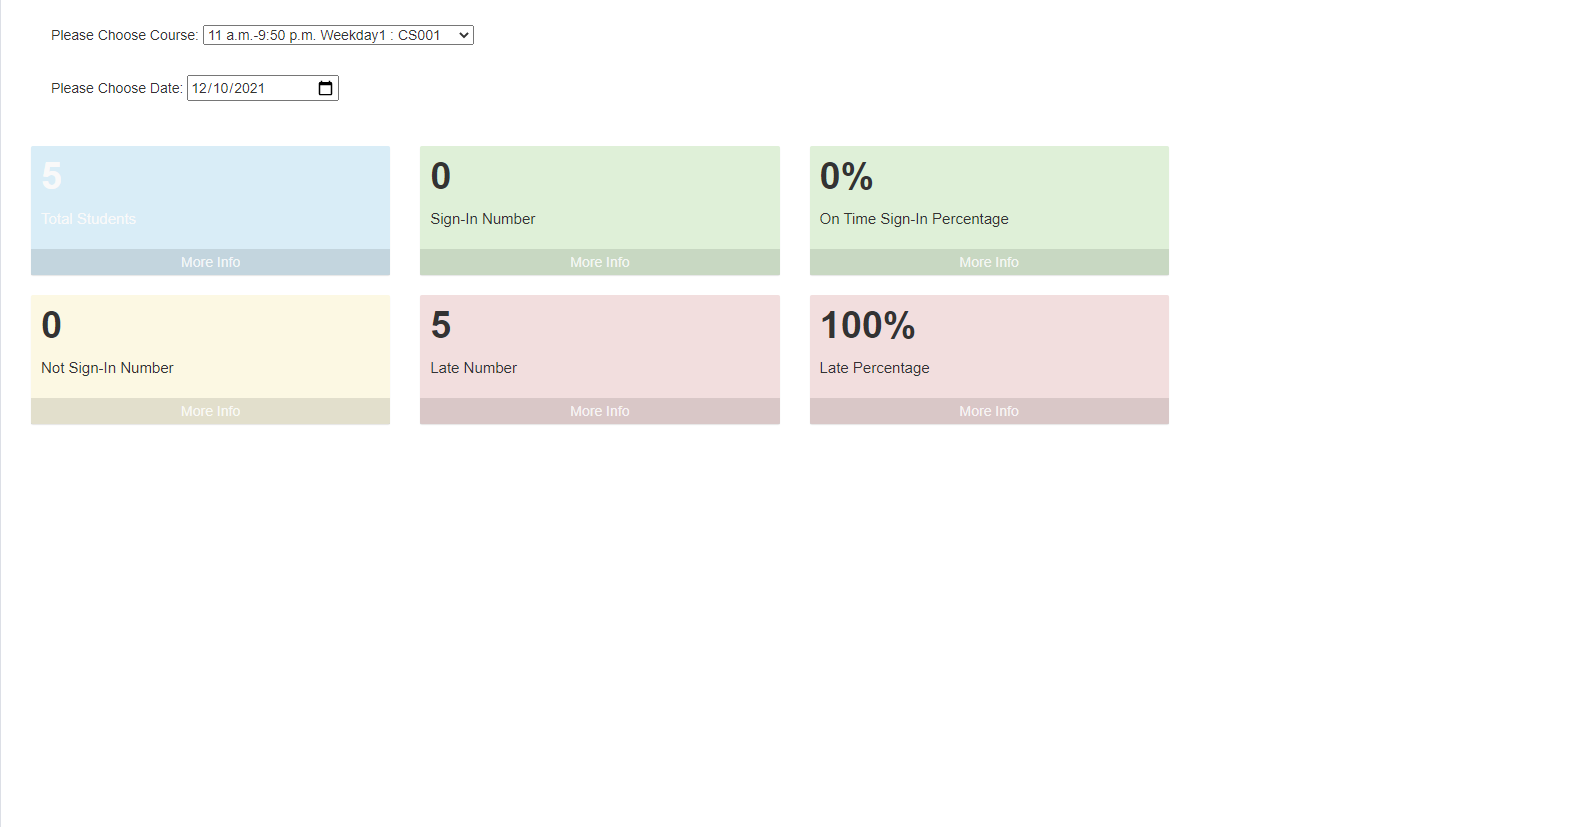 Please Choose Course: 11 a.m.-9:50 p.m. Weekday1 : CS001
Please Choose Date: 12/10/2021
5
Total Students
More Info
0
Sign-In Number
More Info
0%
On Time Sign-In Percentage
More Info
0
Not Sign-In Number
More Info
5
Late Number
More Info
100%
Late Percentage
More Info